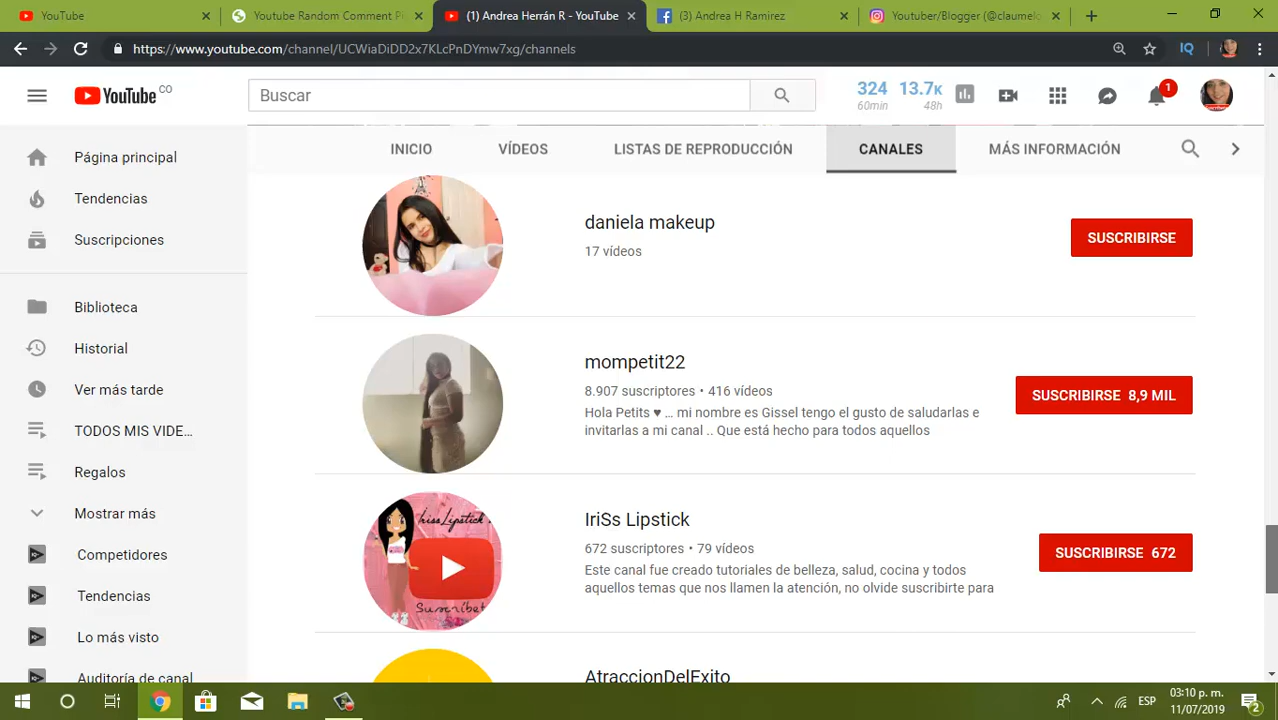 YouTube
Youtube Random Comment P
(1) Andrea Herrán R - YouTube
(3) Andrea H Ramirez
Youtuber/Blogger (@claumelo
https://www.youtube.com/channel/UCWiaDiDD2x7KLcPnDYmw7xg/channels
IQ
YouTube CO
Buscar
324 13.7K
60min 48h
1
INICIO VÍDEOS LISTAS DE REPRODUCCIÓN CANALES MÁS INFORMACIÓN
Página principal
Tendencias
Suscripciones
Biblioteca
Historial
Ver más tarde
TODOS MIS VIDE...
Regalos
Mostrar más
Competidores
Tendencias
Lo más visto
Auditoría de canal
daniela makeup
17 vídeos
SUSCRIBIRSE
mompetit22
8.907 suscriptores • 416 vídeos
Hola Petits ♥ ... mi nombre es Gissel tengo el gusto de saludarlas e
invitarlas a mi canal .. Que está hecho para todos aquellos
SUSCRIBIRSE 8,9 MIL
IrisLipstick
Suscribet
IriSs Lipstick
672 suscriptores • 79 vídeos
Este canal fue creado tutoriales de belleza, salud, cocina y todos
aquellos temas que nos llamen la atención, no olvide suscribirte para
SUSCRIBIRSE 672
AtraccionDelExito
ESP
03:10 p. m.
11/07/2019
2